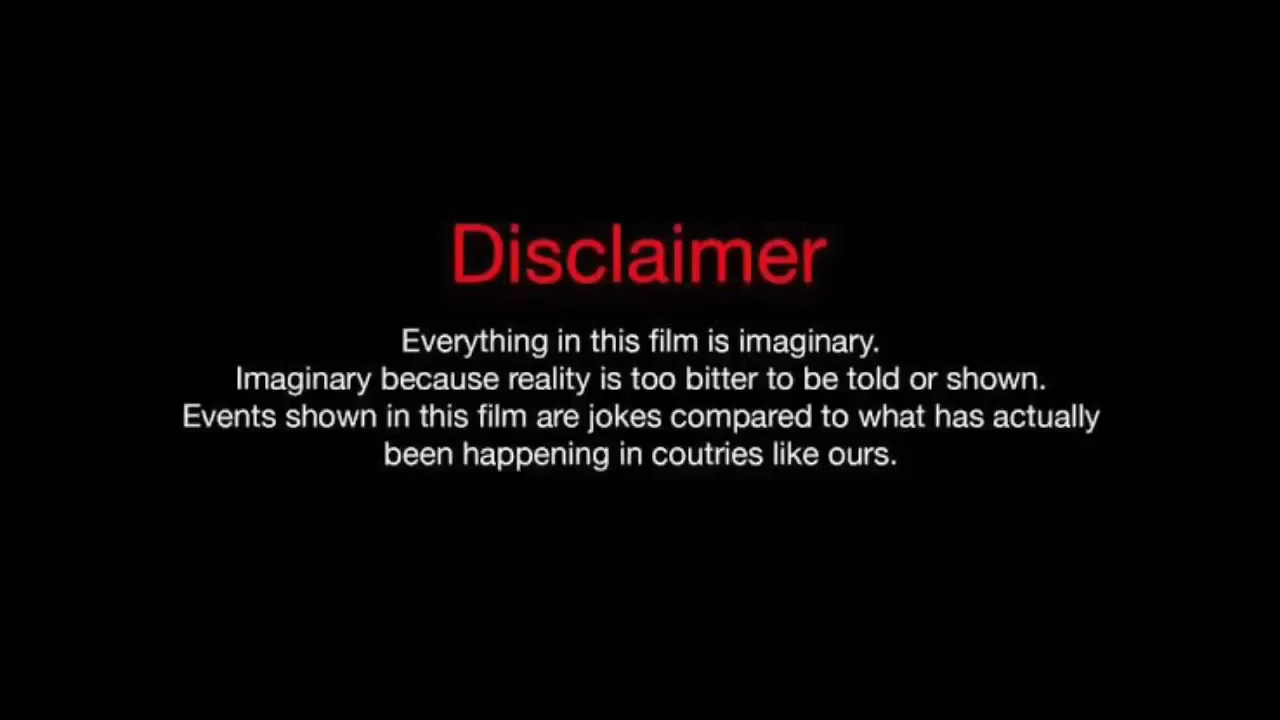 Disclaimer
Everything in this film is imaginary.
Imaginary because reality is too bitter to be told or shown.
Events shown in this film are jokes compared to what has actually
been happening in coutries like ours.